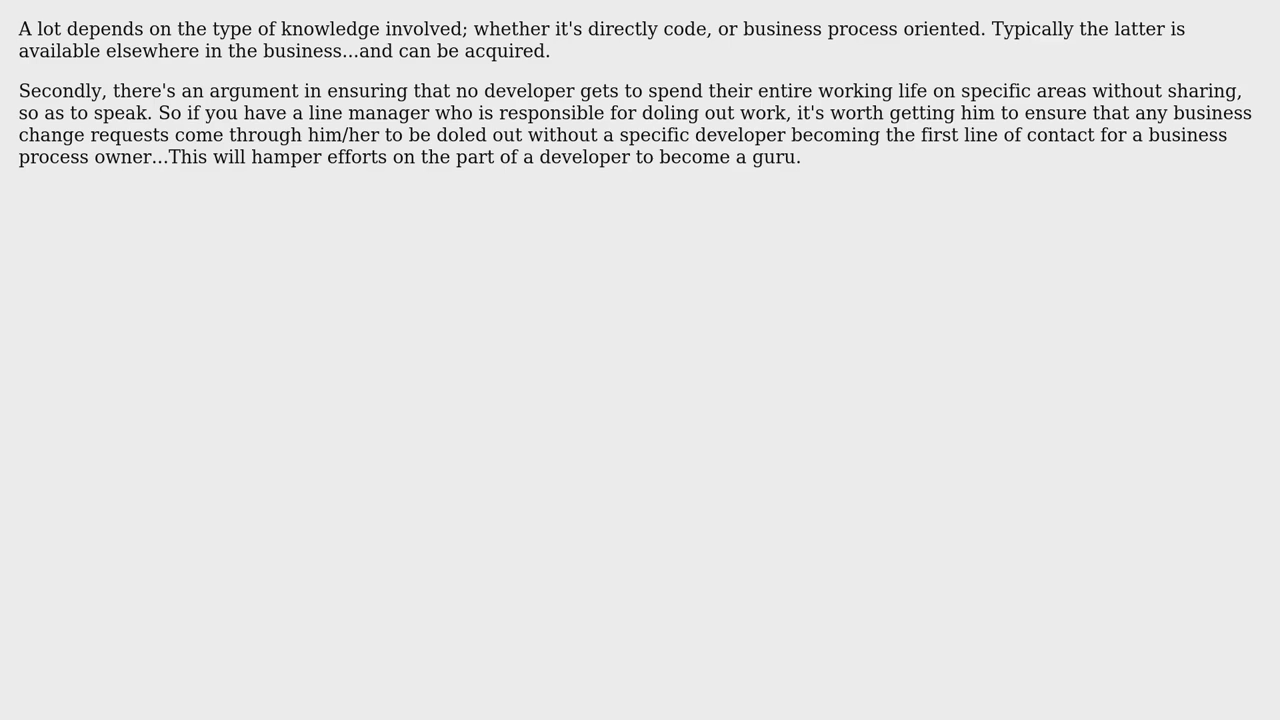 A lot depends on the type of knowledge involved; whether it's directly code, or business process oriented. Typically the latter is
available elsewhere in the business...and can be acquired.
Secondly, there's an argument in ensuring that no developer gets to spend their entire working life on specific areas without sharing,
so as to speak. So if you have a line manager who is responsible for doling out work, it's worth getting him to ensure that any business
change requests come through him/her to be doled out without a specific developer becoming the first line of contact for a business
process owner...This will hamper efforts on the part of a developer to become a guru.